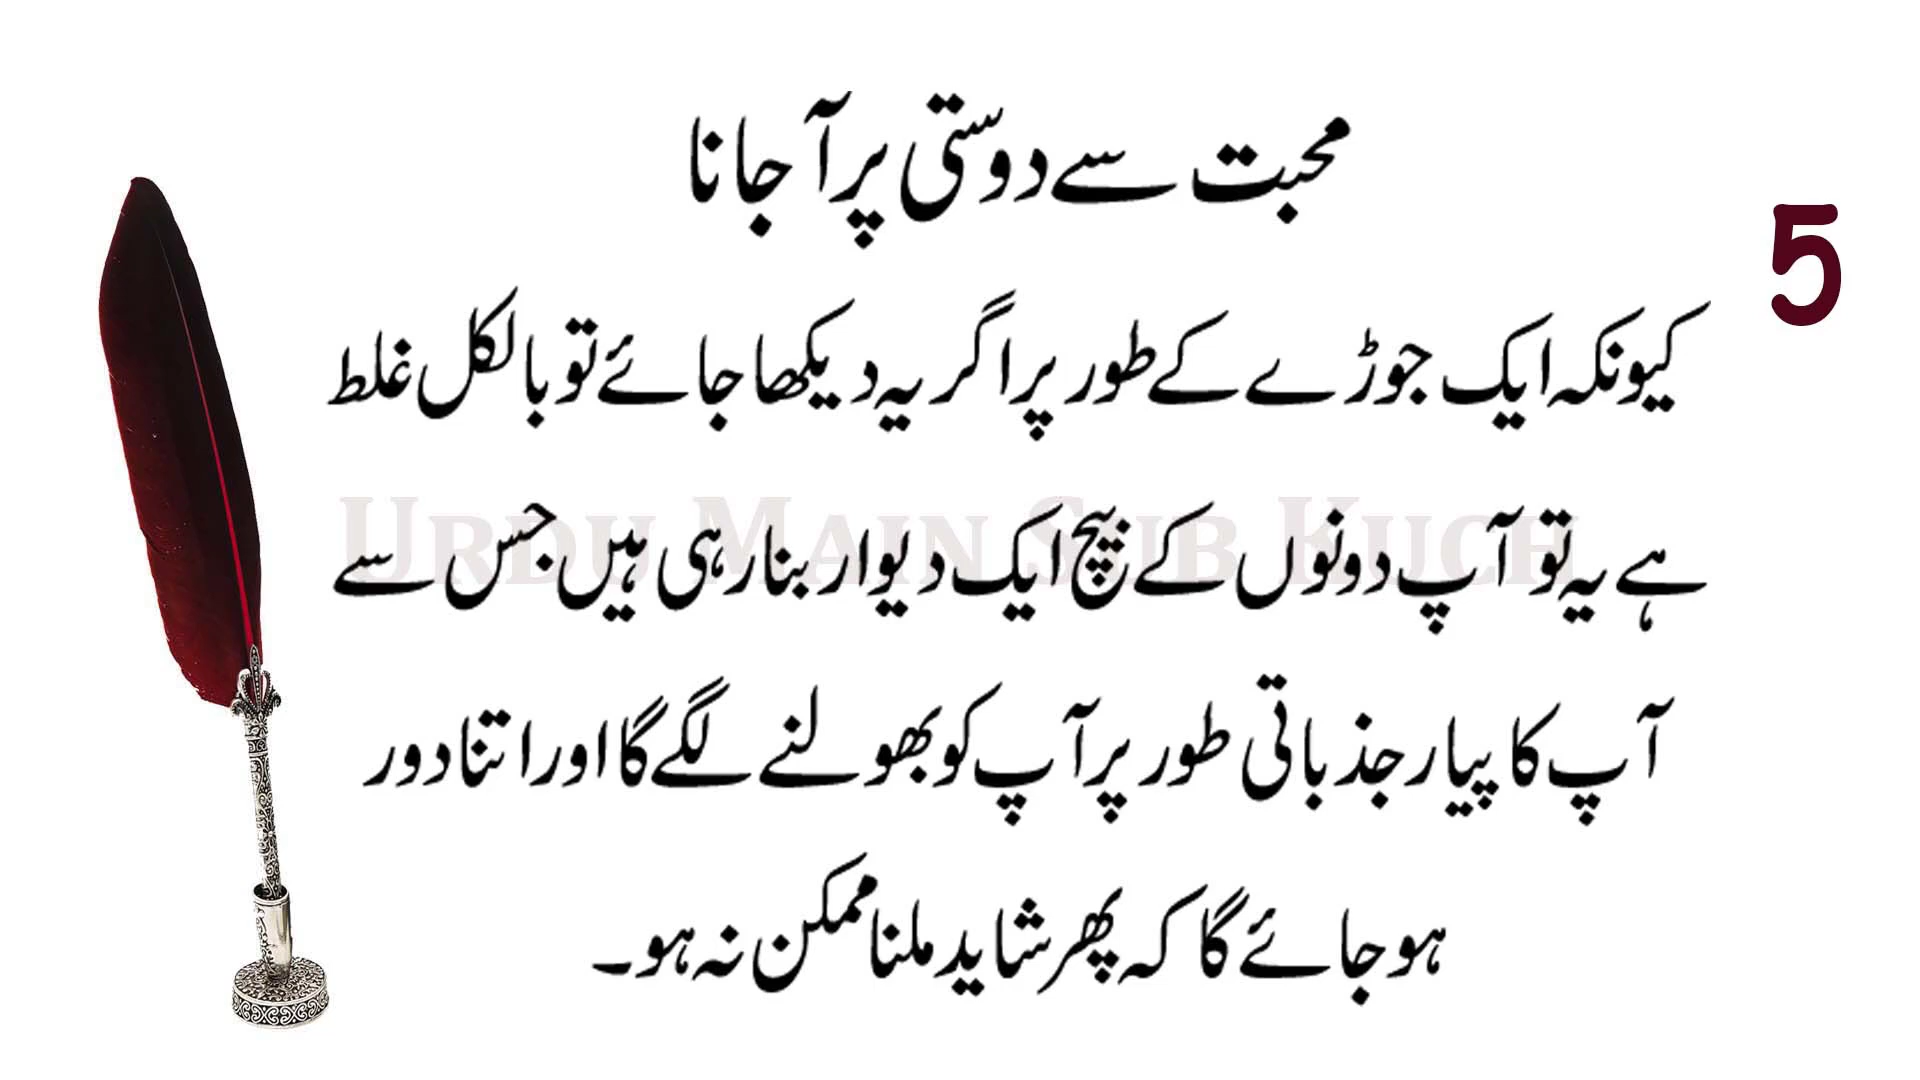 محبت سے دوستی پر آ جانا
5
کیونکہ ایک جوڑے کے طور پر اگر یہ دیکھا جائے تو بالکل غلط
ہے یہ تو آپ دونوں کے بیچ ایک دیوار بنا رہی ہیں جس سے
URDU MAIN SUB KUCH
آپ کا پیار جذباتی طور پر آپ کو بھولنے لگے گا اور اتنا دور
ہو جائے گا کہ پھر شاید ملنا ممکن نہ ہو۔